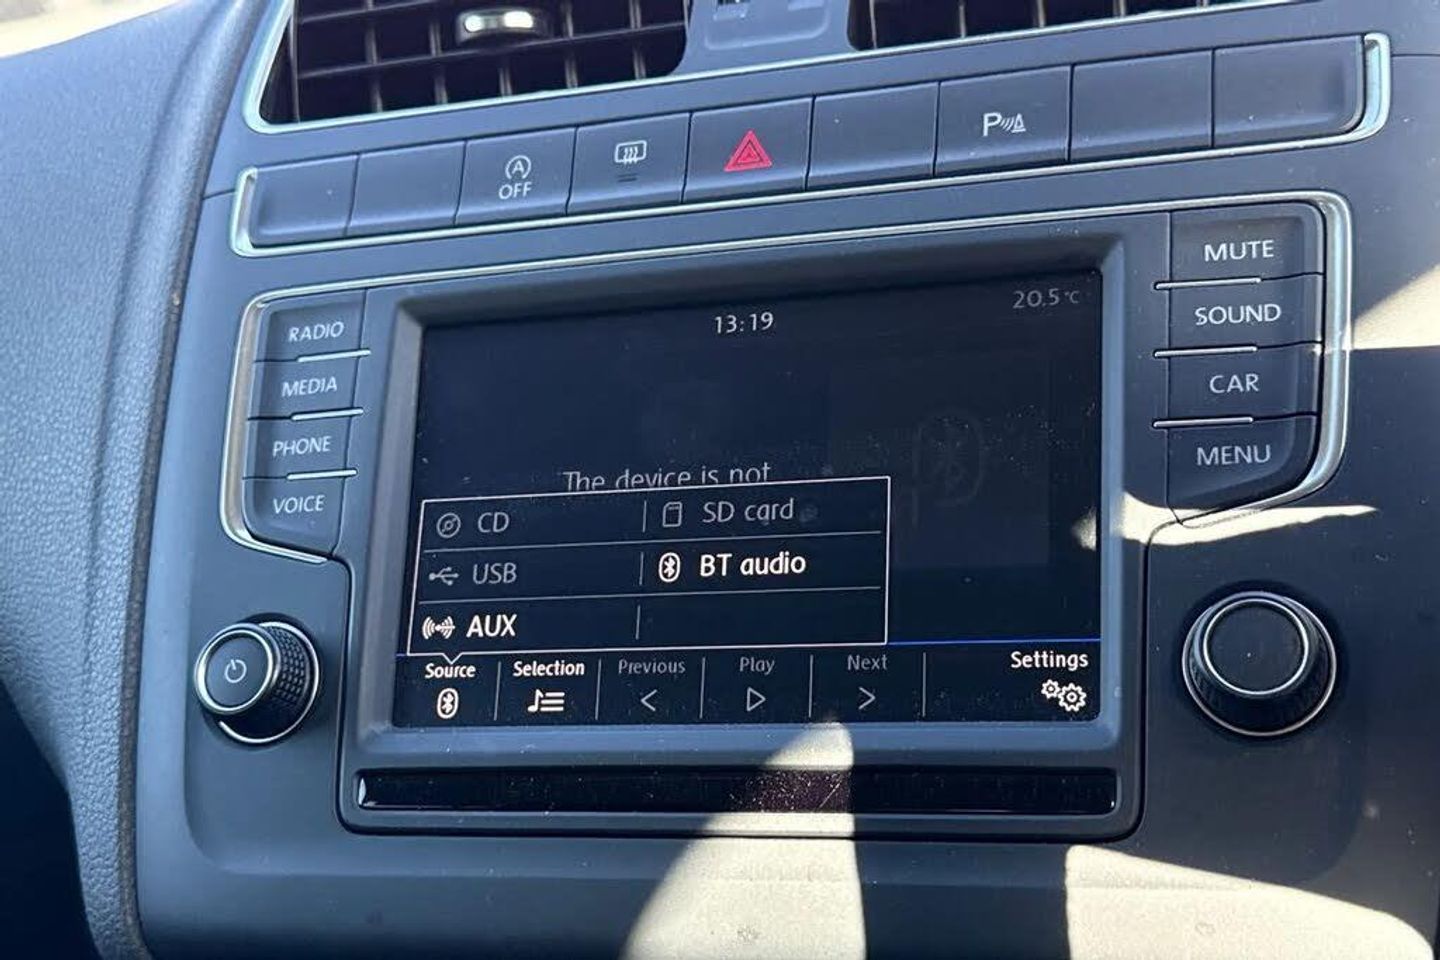 OFF
P
RADIO
MEDIA
PHONE
VOICE
MUTE
SOUND
CAR
MENU
13:19
20.5°C
The device is not
CD
SD card
USB
BT audio
AUX
Source
Selection
Previous
Play
Next
Settings